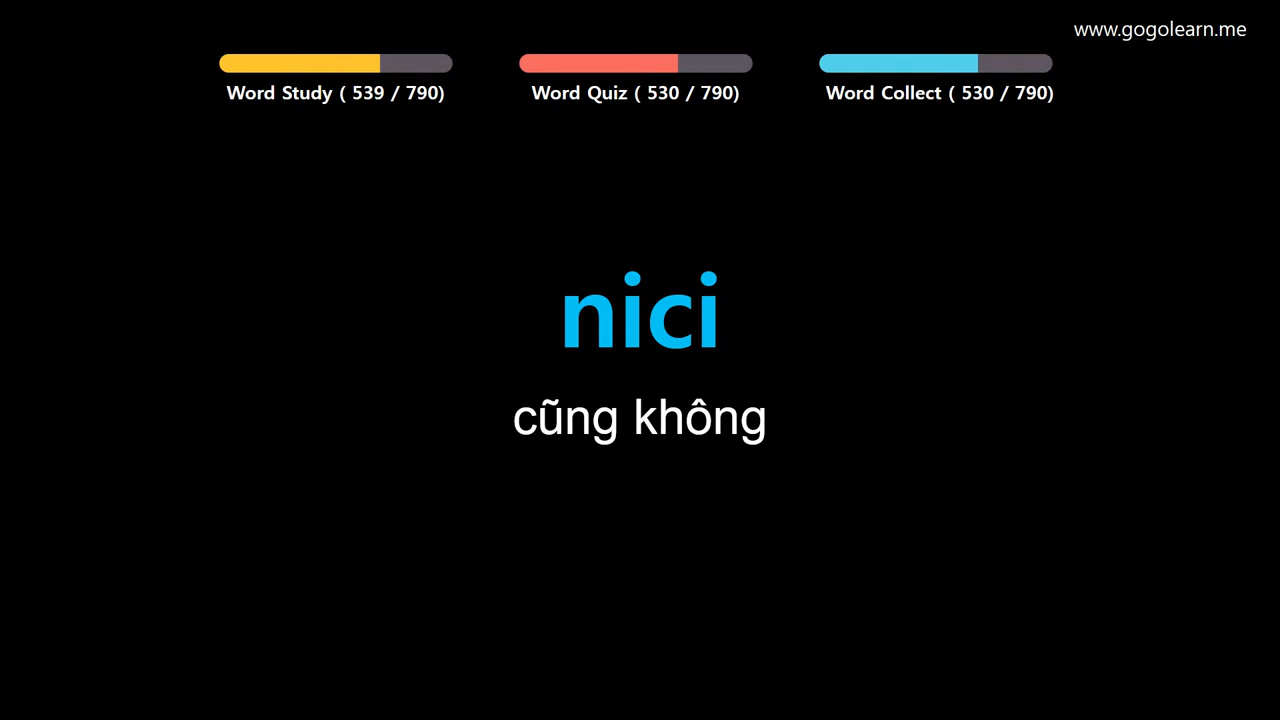 www.gogolearn.me
Word Study ( 539 / 790)
Word Quiz ( 530 / 790)
Word Collect ( 530 / 790)
nici
cũng không